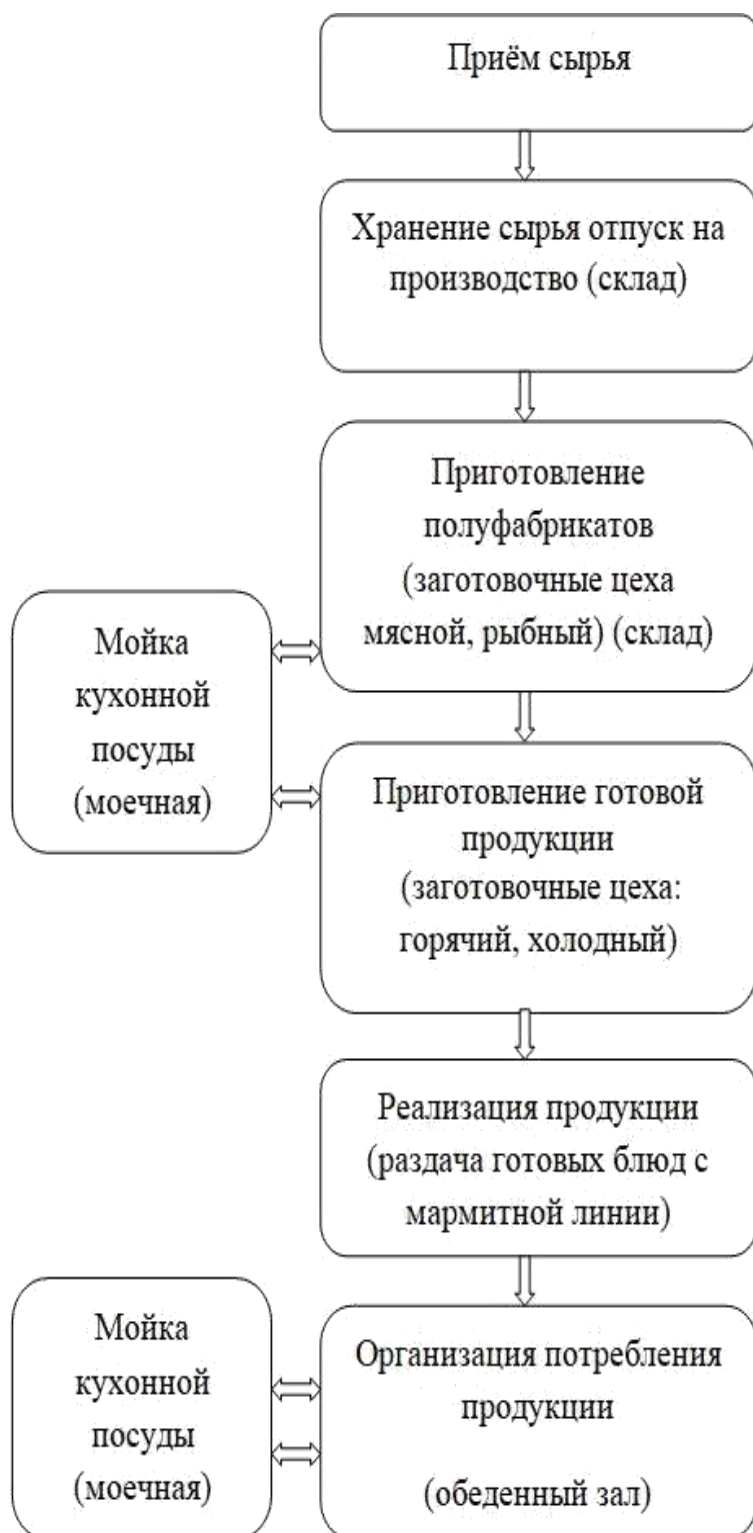 Приём сырья
Хранение сырья отпуск на
производство (склад)
Приготовление
полуфабрикатов
(заготовочные цеха
мясной, рыбный) (склад)
Мойка
кухонной
посуды
(моечная)
Приготовление готовой
продукции
(заготовочные цеха:
горячий, холодный)
Реализация продукции
(раздача готовых блюд с
мармитной линии)
Мойка
кухонной
посуды
(моечная)
Организация потребления
продукции
(обеденный зал)